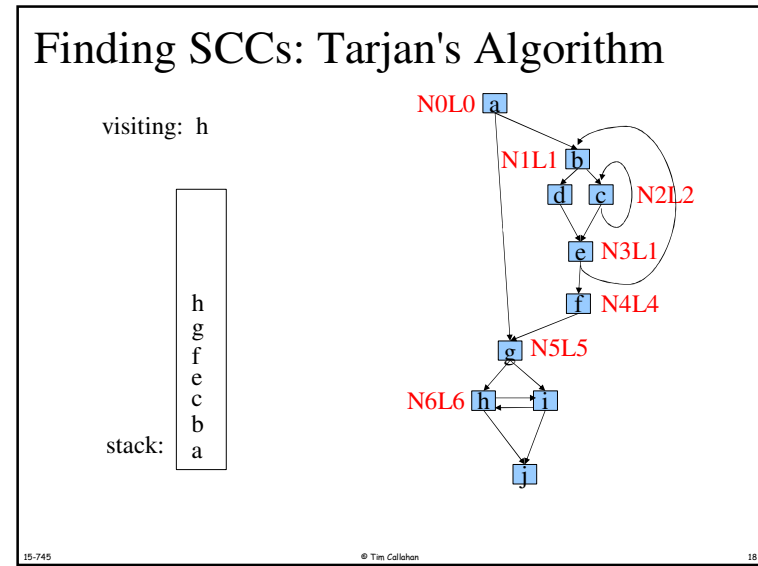 Finding SCCs: Tarjan's Algorithm
visiting: h
N0L0 a
N1L1 b
d c N2L2
e N3L1
f N4L4
g N5L5
N6L6 h i
j
h
g
f
e
c
b
stack: a
15-745 © Tim Callahan 18